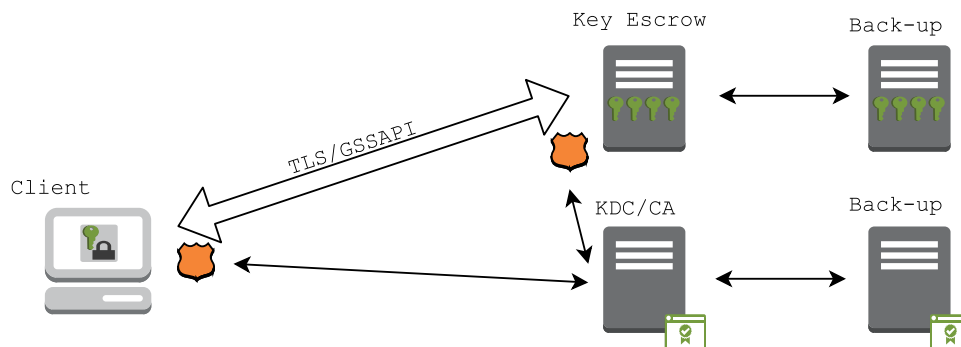 Key Escrow
Back-up
TLS/GSSAPI
Client
KDC/CA
Back-up